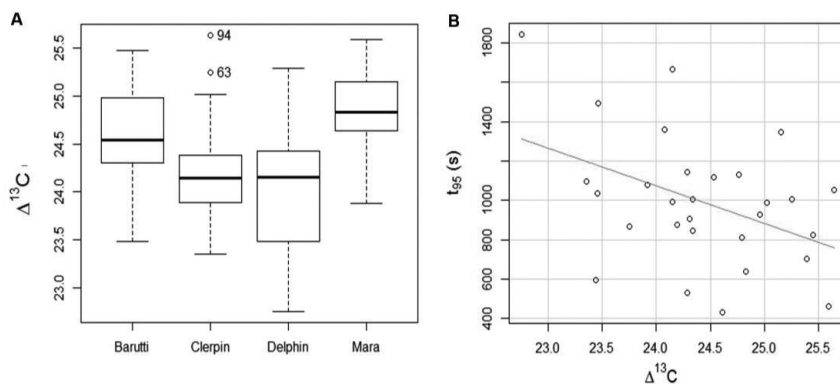 A
94
63
Δ13C
25.5
25.0
24.5
24.0
23.5
23.0
Barutti Clerpin Delphin Mara
B
t95 (s)
1800
1400
1000
800
600
400
23.0 23.5 24.0 24.5 25.0 25.5
Δ13C